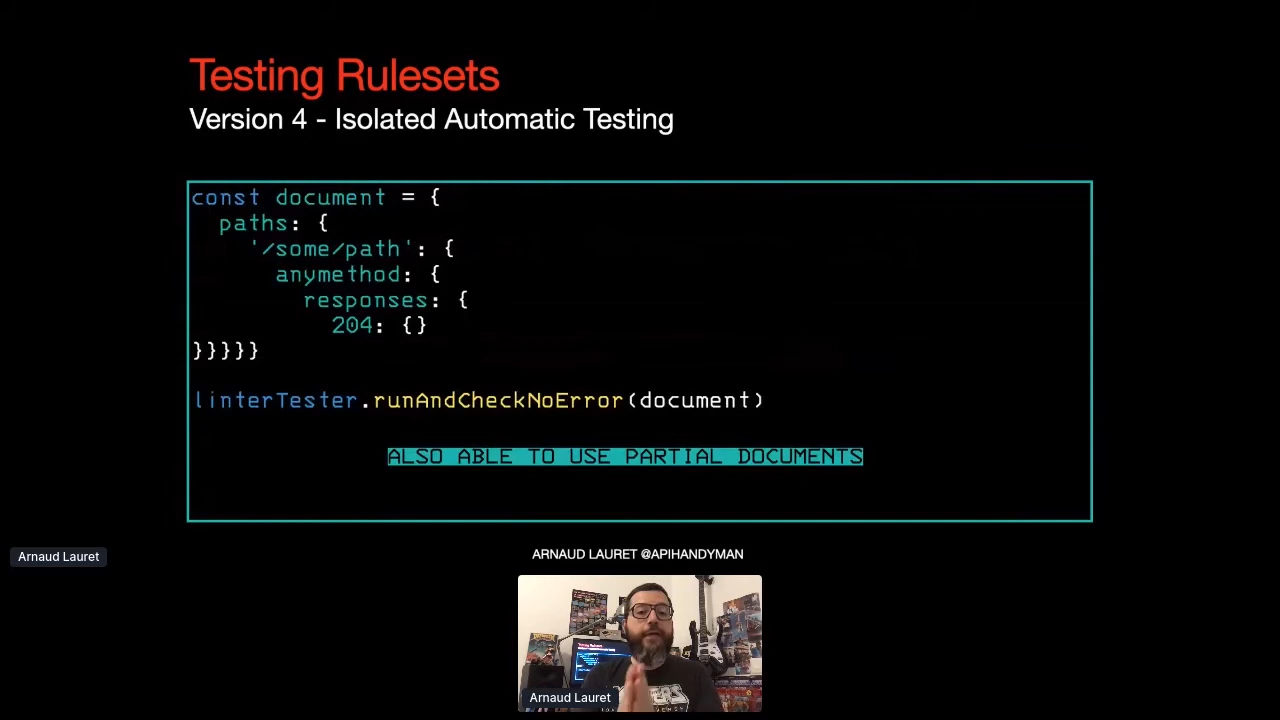 Testing Rulesets
Version 4 - Isolated Automatic Testing
const document = {
  paths: {
    '/some/path': {
      anymethod: {
        responses: {
          204: {}
}}}}}
linterTester.runAndCheckNoError(document)
ALSO ABLE TO USE PARTIAL DOCUMENTS
Arnaud Lauret
ARNAUD LAURET @APIHANDYMAN
Arnaud Lauret